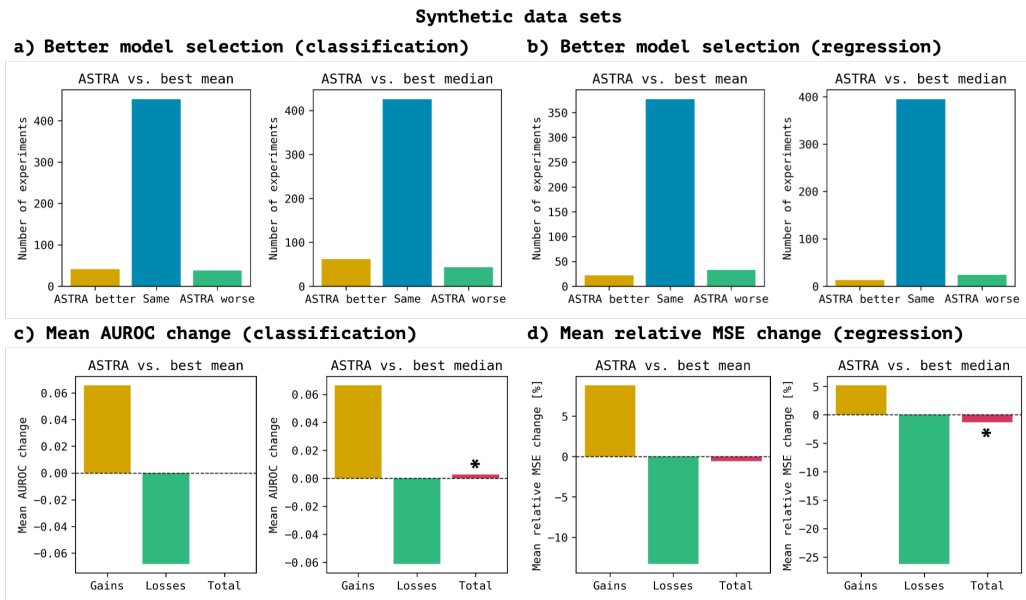 Synthetic data sets
a) Better model selection (classification)
ASTRA vs. best mean
Number of experiments
400
300
200
100
0
ASTRA better Same ASTRA worse
ASTRA vs. best median
Number of experiments
400
300
200
100
0
ASTRA better Same ASTRA worse
b) Better model selection (regression)
ASTRA vs. best mean
Number of experiments
350
300
250
200
150
100
50
0
ASTRA better Same ASTRA worse
ASTRA vs. best median
Number of experiments
400
300
200
100
0
ASTRA better Same ASTRA worse
c) Mean AUROC change (classification)
ASTRA vs. best mean
Mean AUROC change
0.06
0.04
0.02
0.00
−0.02
−0.04
−0.06
Gains Losses Total
ASTRA vs. best median
Mean AUROC change
0.06
0.04
0.02
0.00
−0.02
−0.04
−0.06
*
Gains Losses Total
d) Mean relative MSE change (regression)
ASTRA vs. best mean
Mean relative MSE change [%]
5
0
−5
−10
Gains Losses Total
ASTRA vs. best median
Mean relative MSE change [%]
5
0
−5
−10
−15
−20
−25
*
Gains Losses Total